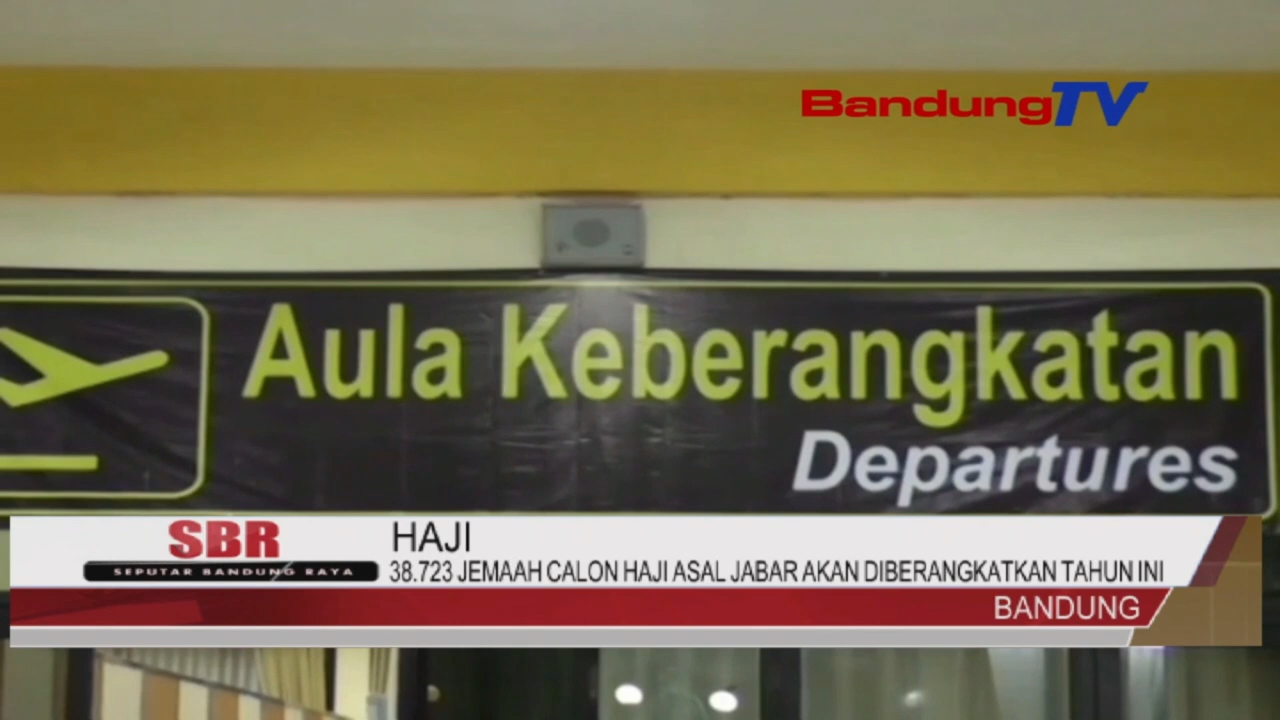 BandungTV
Aula Keberangkatan
Departures
SBR
SEPUTAR BANDUNG RAYA
HAJI
38.723 JEMAAH CALON HAJI ASAL JABAR AKAN DIBERANGKATKAN TAHUN INI
BANDUNG